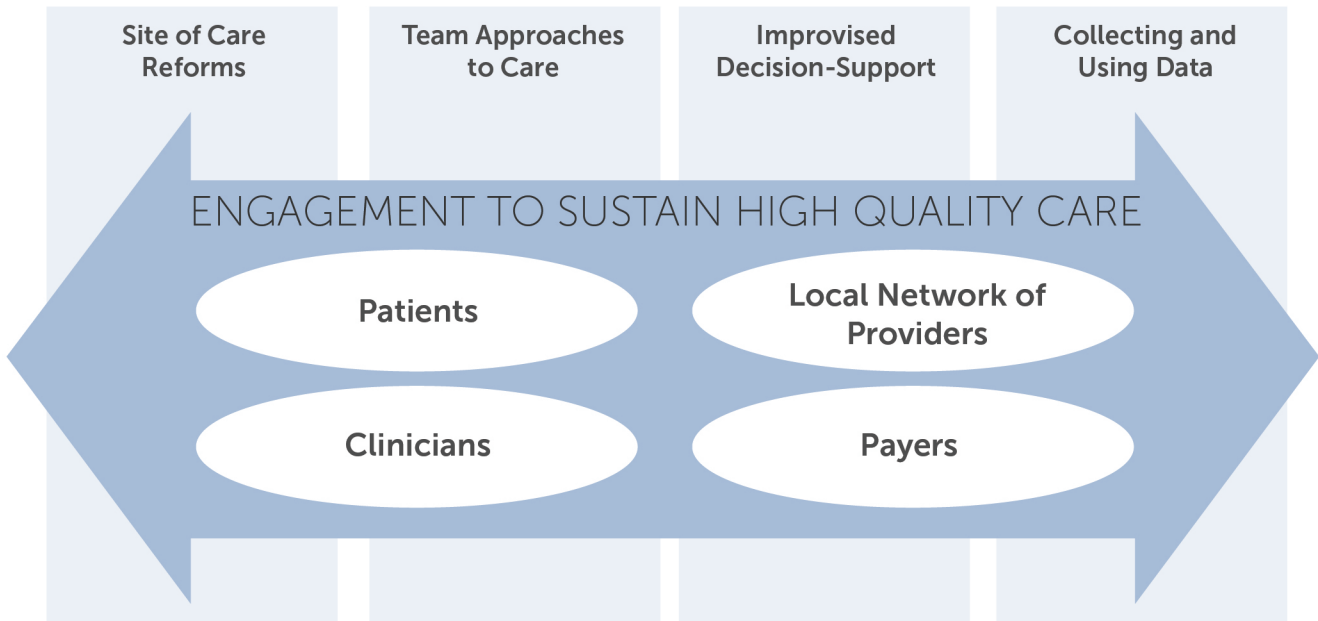 Site of Care
Reforms
Team Approaches
to Care
Improvised
Decision-Support
Collecting and
Using Data
ENGAGEMENT TO SUSTAIN HIGH QUALITY CARE
Patients
Local Network of
Providers
Clinicians
Payers